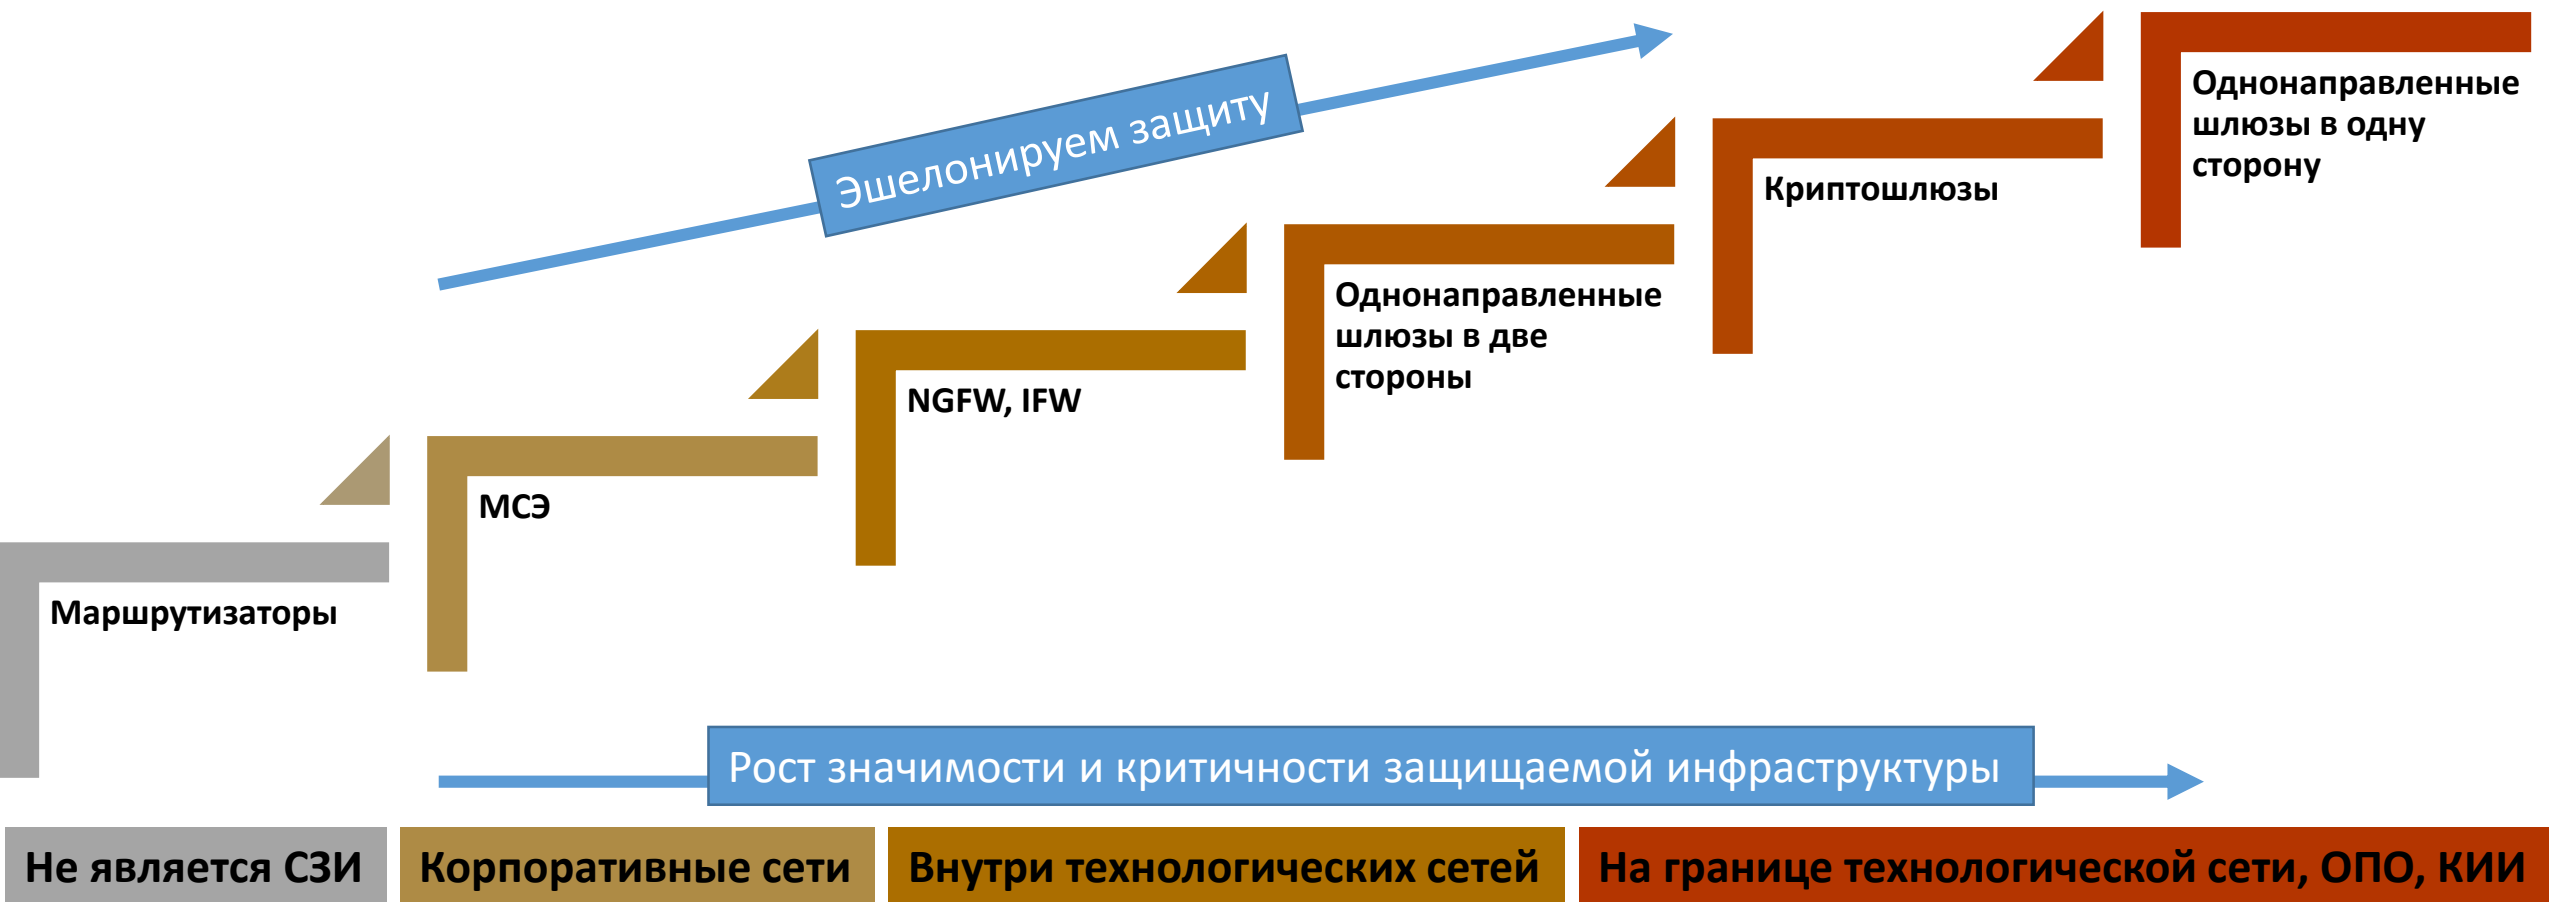 Эшелонируем защиту
Однонаправленные
шлюзы в одну
сторону
Криптошлюзы
Однонаправленные
шлюзы в две
стороны
NGFW, IFW
МСЭ
Маршрутизаторы
Рост значимости и критичности защищаемой инфраструктуры
Не является СЗИ
Корпоративные сети
Внутри технологических сетей
На границе технологической сети, ОПО, КИИ